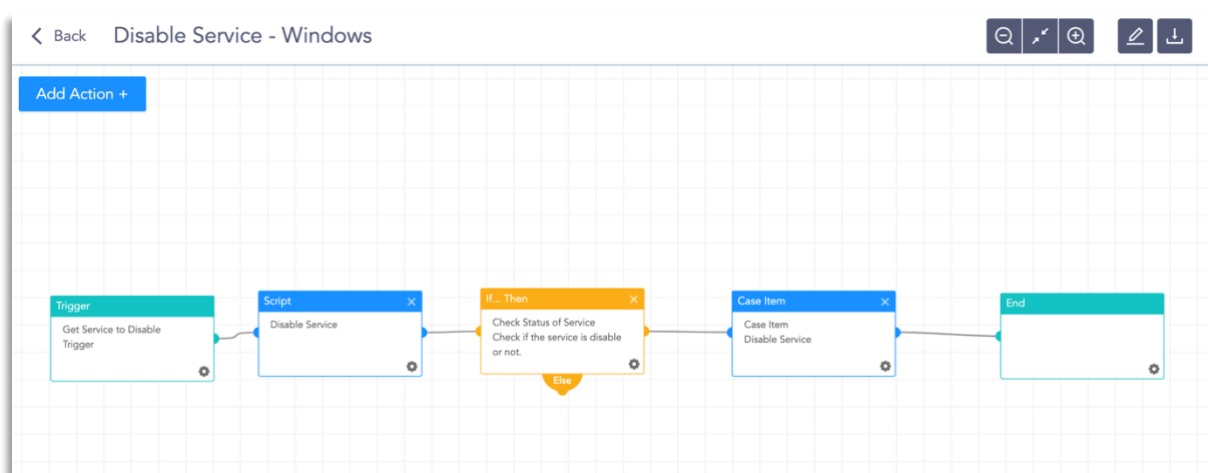 Back
Disable Service - Windows
Add Action +
Trigger
Get Service to Disable
Trigger
Script
Disable Service
If... Then
Check Status of Service
Check if the service is disable
or not.
Else
Case Item
Case Item
Disable Service
End